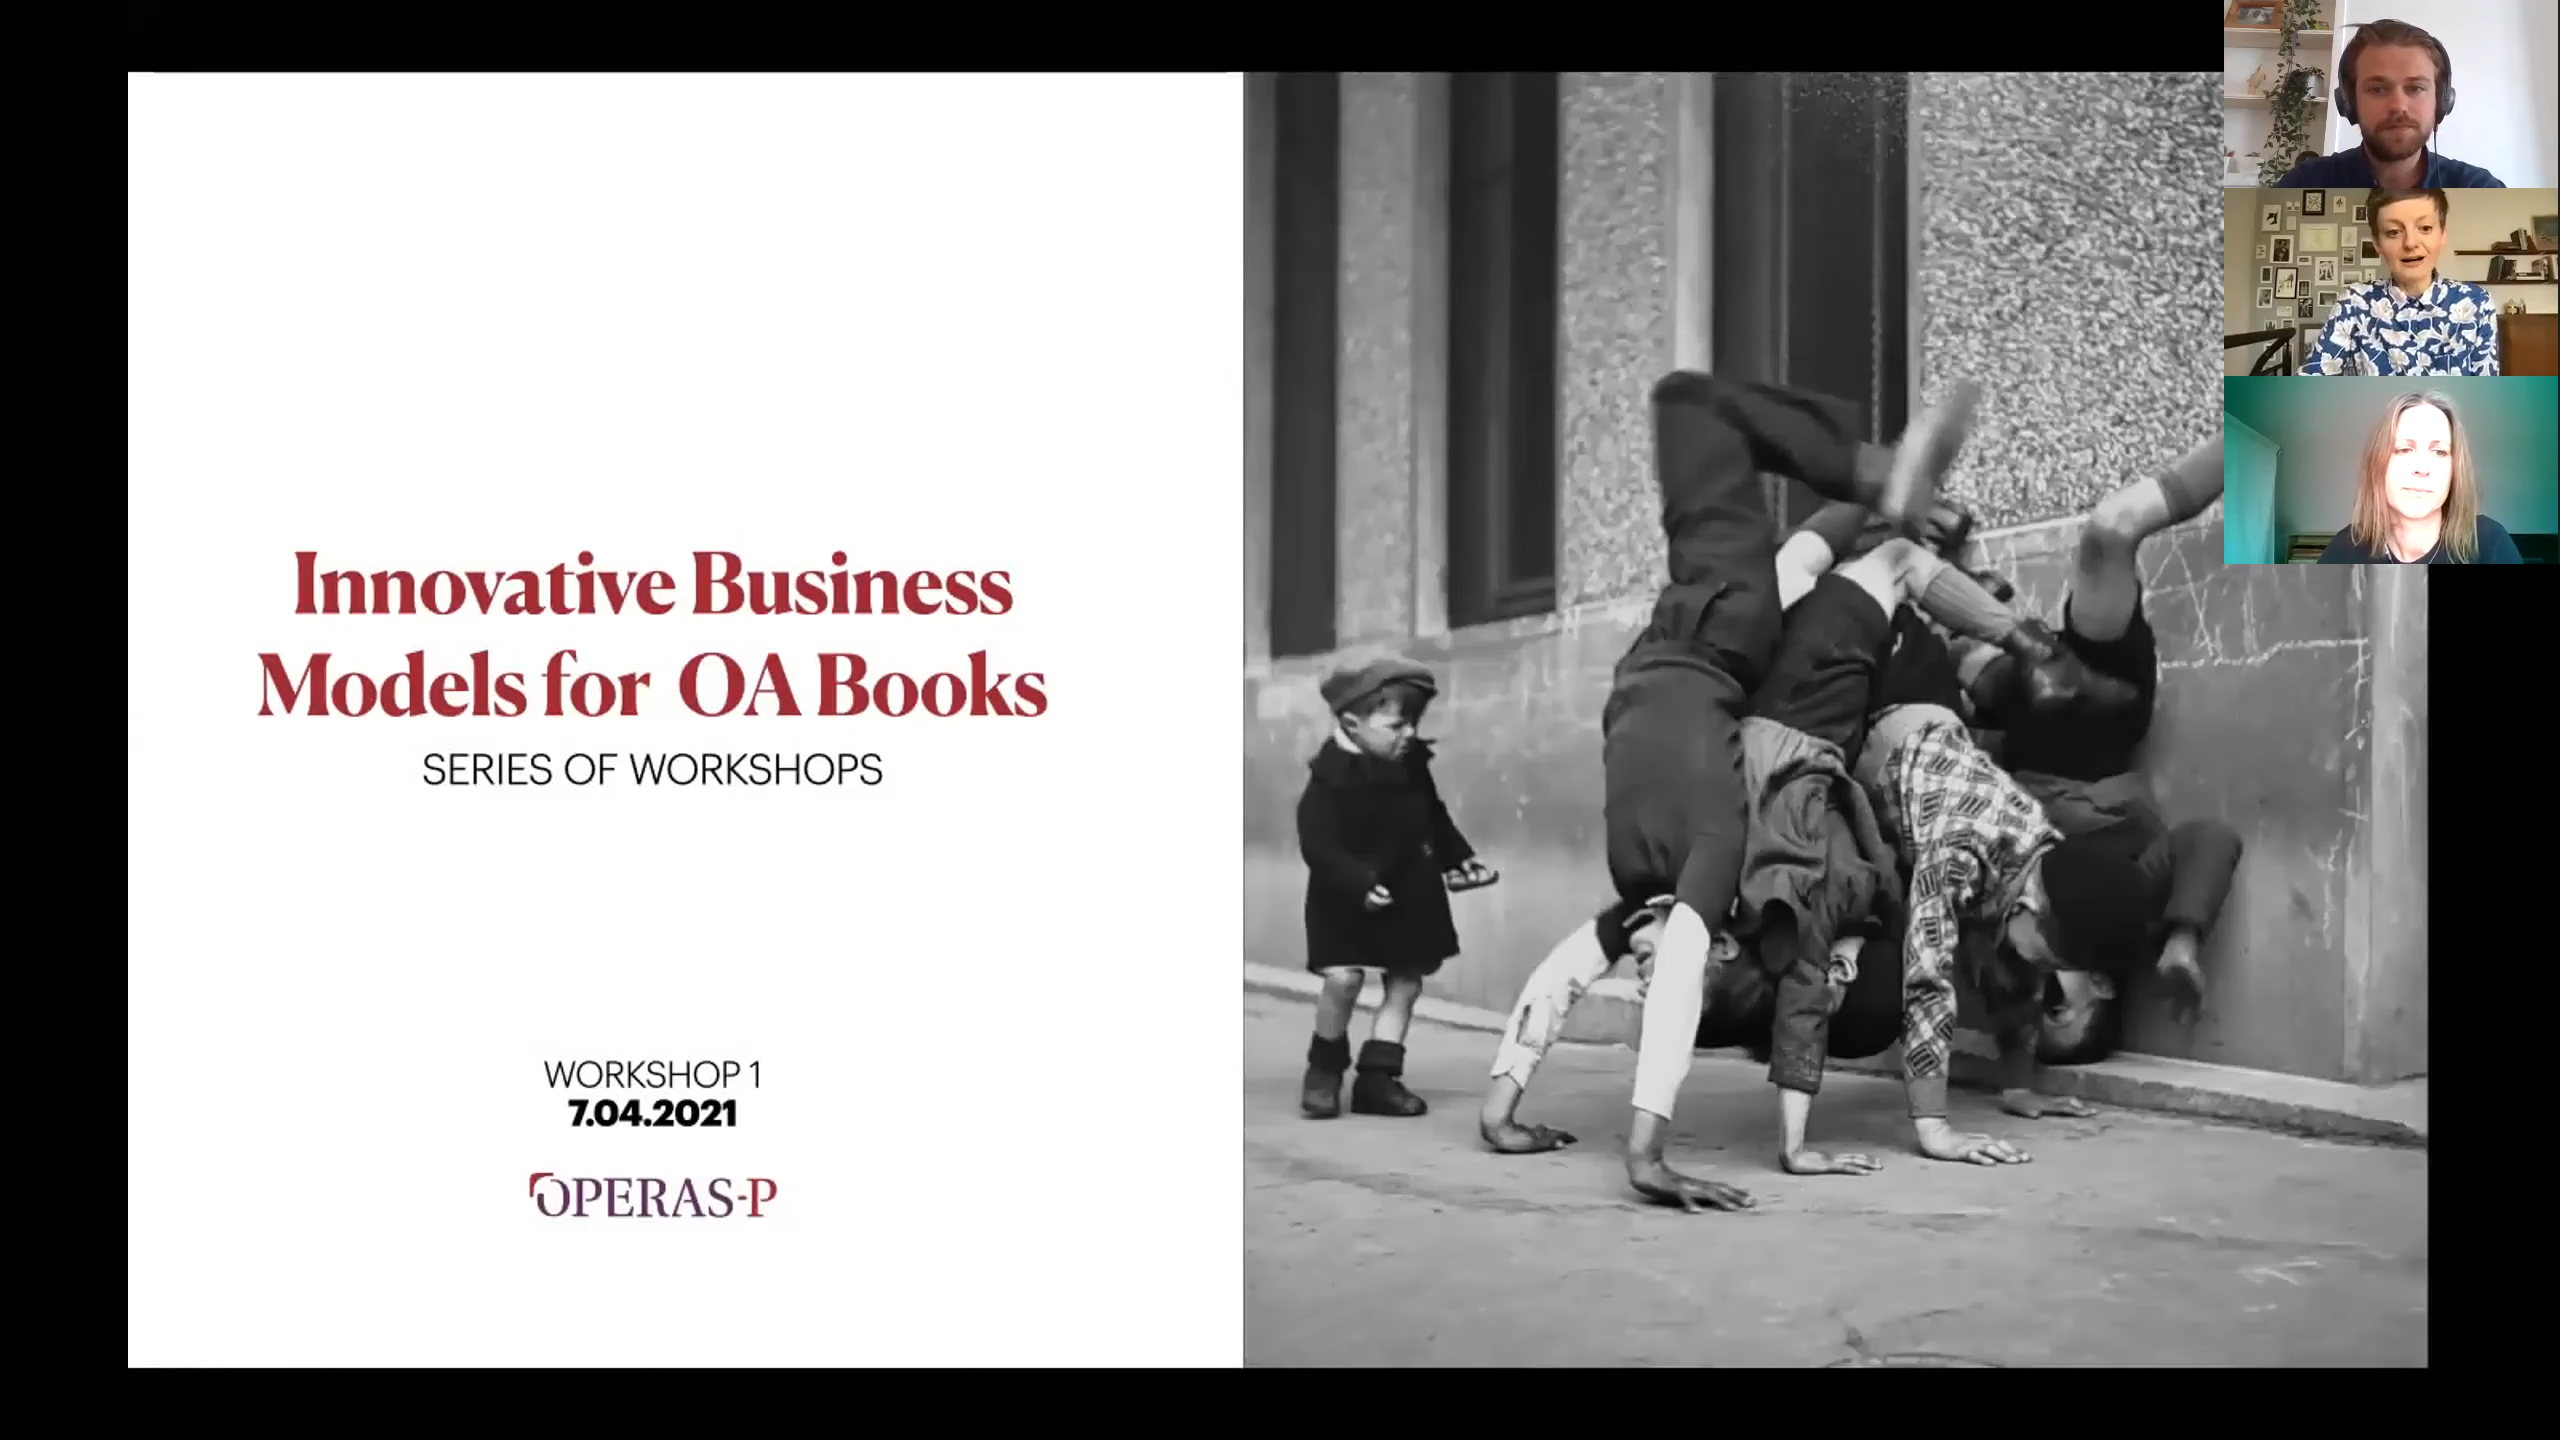 Innovative Business
Models for OA Books
SERIES OF WORKSHOPS
WORKSHOP 1
7.04.2021
OPERAS-P